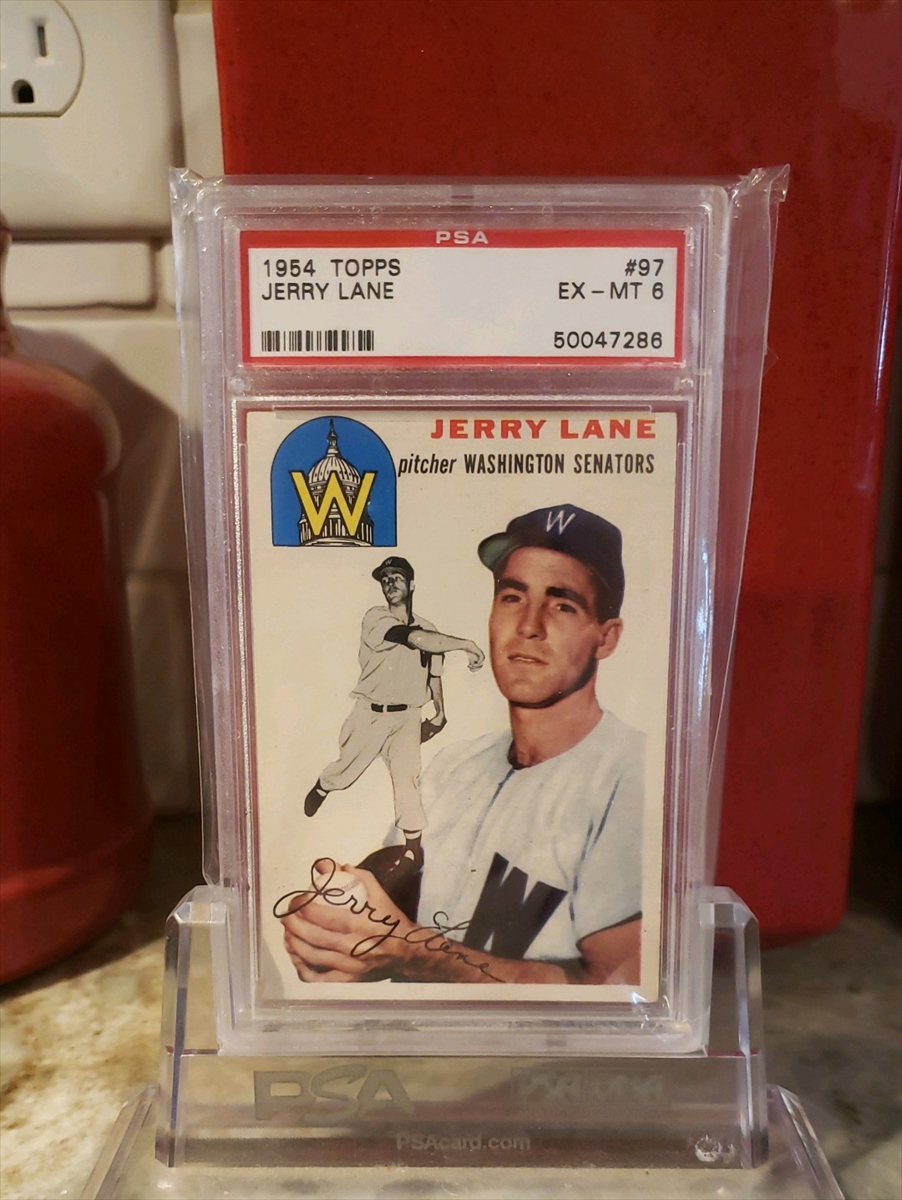 PSA
1954 TOPPS #97
JERRY LANE EX-MT 6
50047286
JERRY LANE
pitcher WASHINGTON SENATORS
W
W
W
W
Jerry Lane
PSA
PSAcard.com